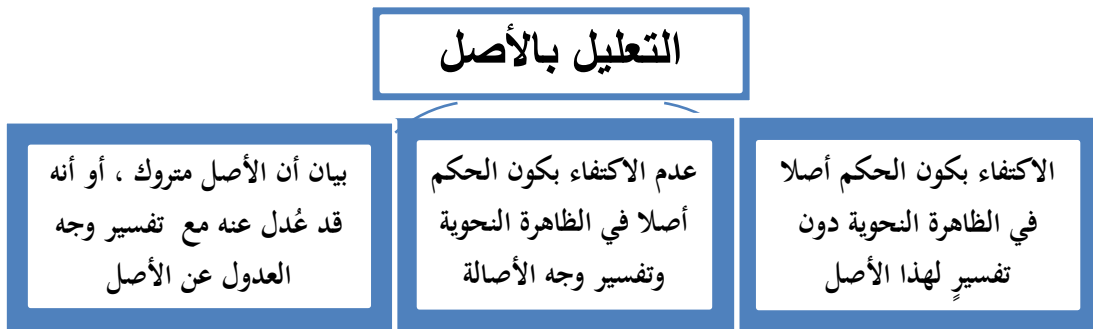 التعليل بالأصل
الاكتفاء بكون الحكم أصلا
في الظاهرة النحوية دون
تفسيرٍ لهذا الأصل
عدم الاكتفاء بكون الحكم
أصلا في الظاهرة النحوية
وتفسير وجه الأصالة
بيان أن الأصل متروك ، أو أنه
قد عُدل عنه مع تفسير وجه
العدول عن الأصل